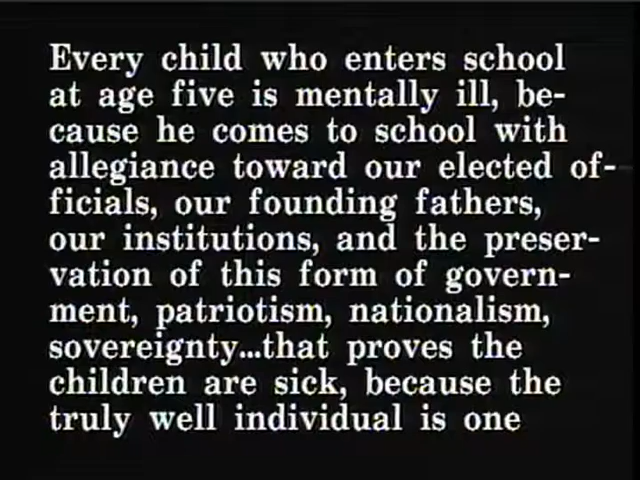 Every child who enters school
at age five is mentally ill, be-
cause he comes to school with
allegiance toward our elected of-
ficials, our founding fathers,
our institutions, and the preser-
vation of this form of govern-
ment, patriotism, nationalism,
sovereignty...that proves the
children are sick, because the
truly well individual is one